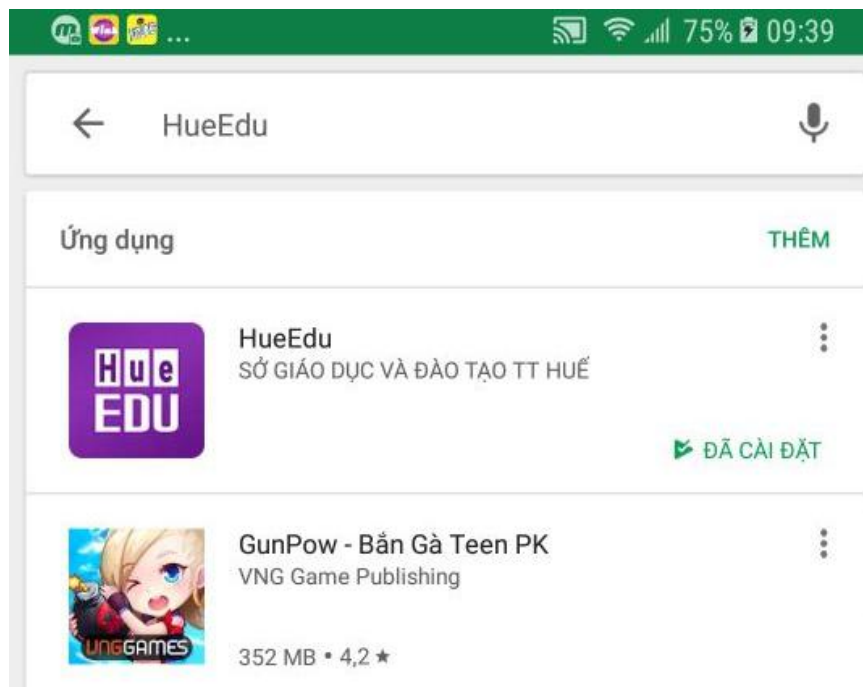 ... 75% 09:39
HueEdu
Ứng dụng THÊM
Hue
EDU
HueEdu
SỞ GIÁO DỤC VÀ ĐÀO TẠO TT HUẾ
ĐÃ CÀI ĐẶT
GunPow - Bắn Gà Teen PK
VNG Game Publishing
VNGGAMES
352 MB • 4,2 ★